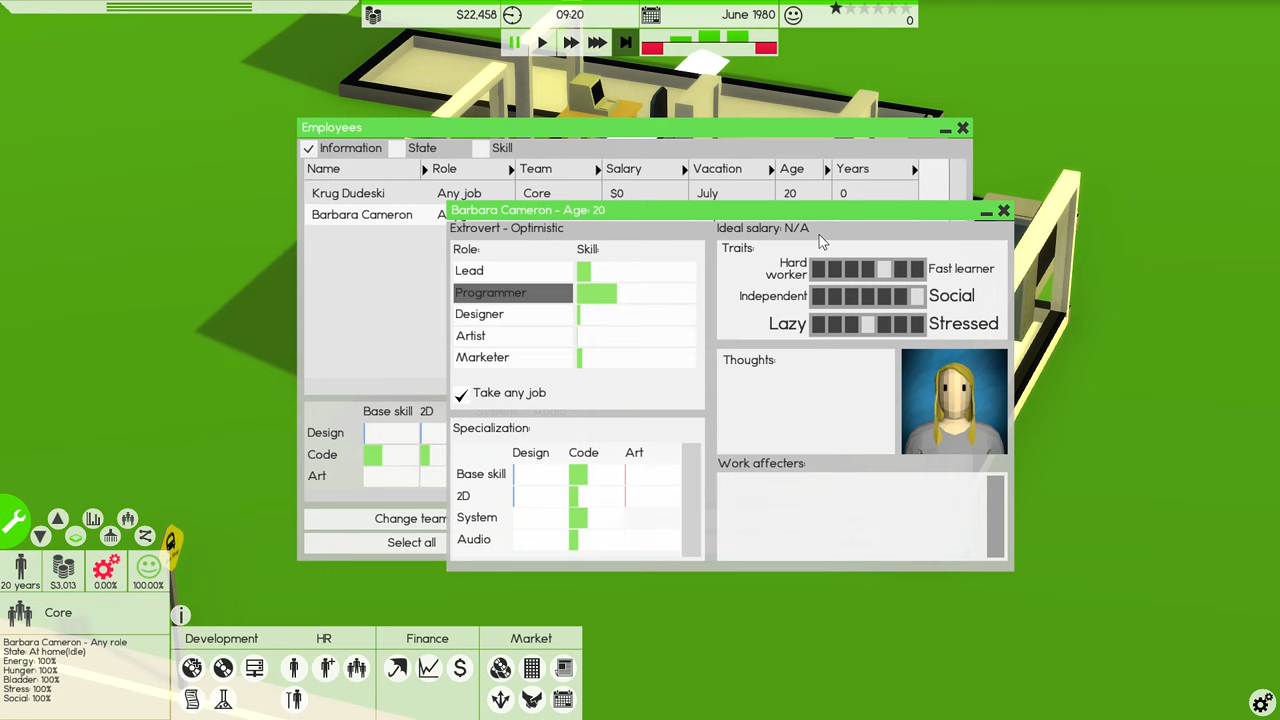 $22,458
09:20
June 1980
0
Employees
Information State Skill
Name Role Team Salary Vacation Age Years
Krug Dudeski Any job Core $0 July 20 0
Barbara Cameron A
Barbara Cameron - Age: 20
Extrovert - Optimistic
Ideal salary: N/A
Role: Skill:
Lead
Programmer
Designer
Artist
Marketer
Take any job
Traits:
Hard worker Fast learner
Independent Social
Lazy Stressed
Thoughts:
Specialization:
Design Code Art
Base skill
2D
System
Audio
Work affecters:
Base skill 2D
Design
Code
Art
Change team
Select all
20 years $3,013 0.00% 100.00%
Core
Barbara Cameron - Any role
State: At home(Idle)
Energy: 100%
Hunger: 100%
Bladder: 100%
Stress: 100%
Social: 100%
Development HR Finance Market